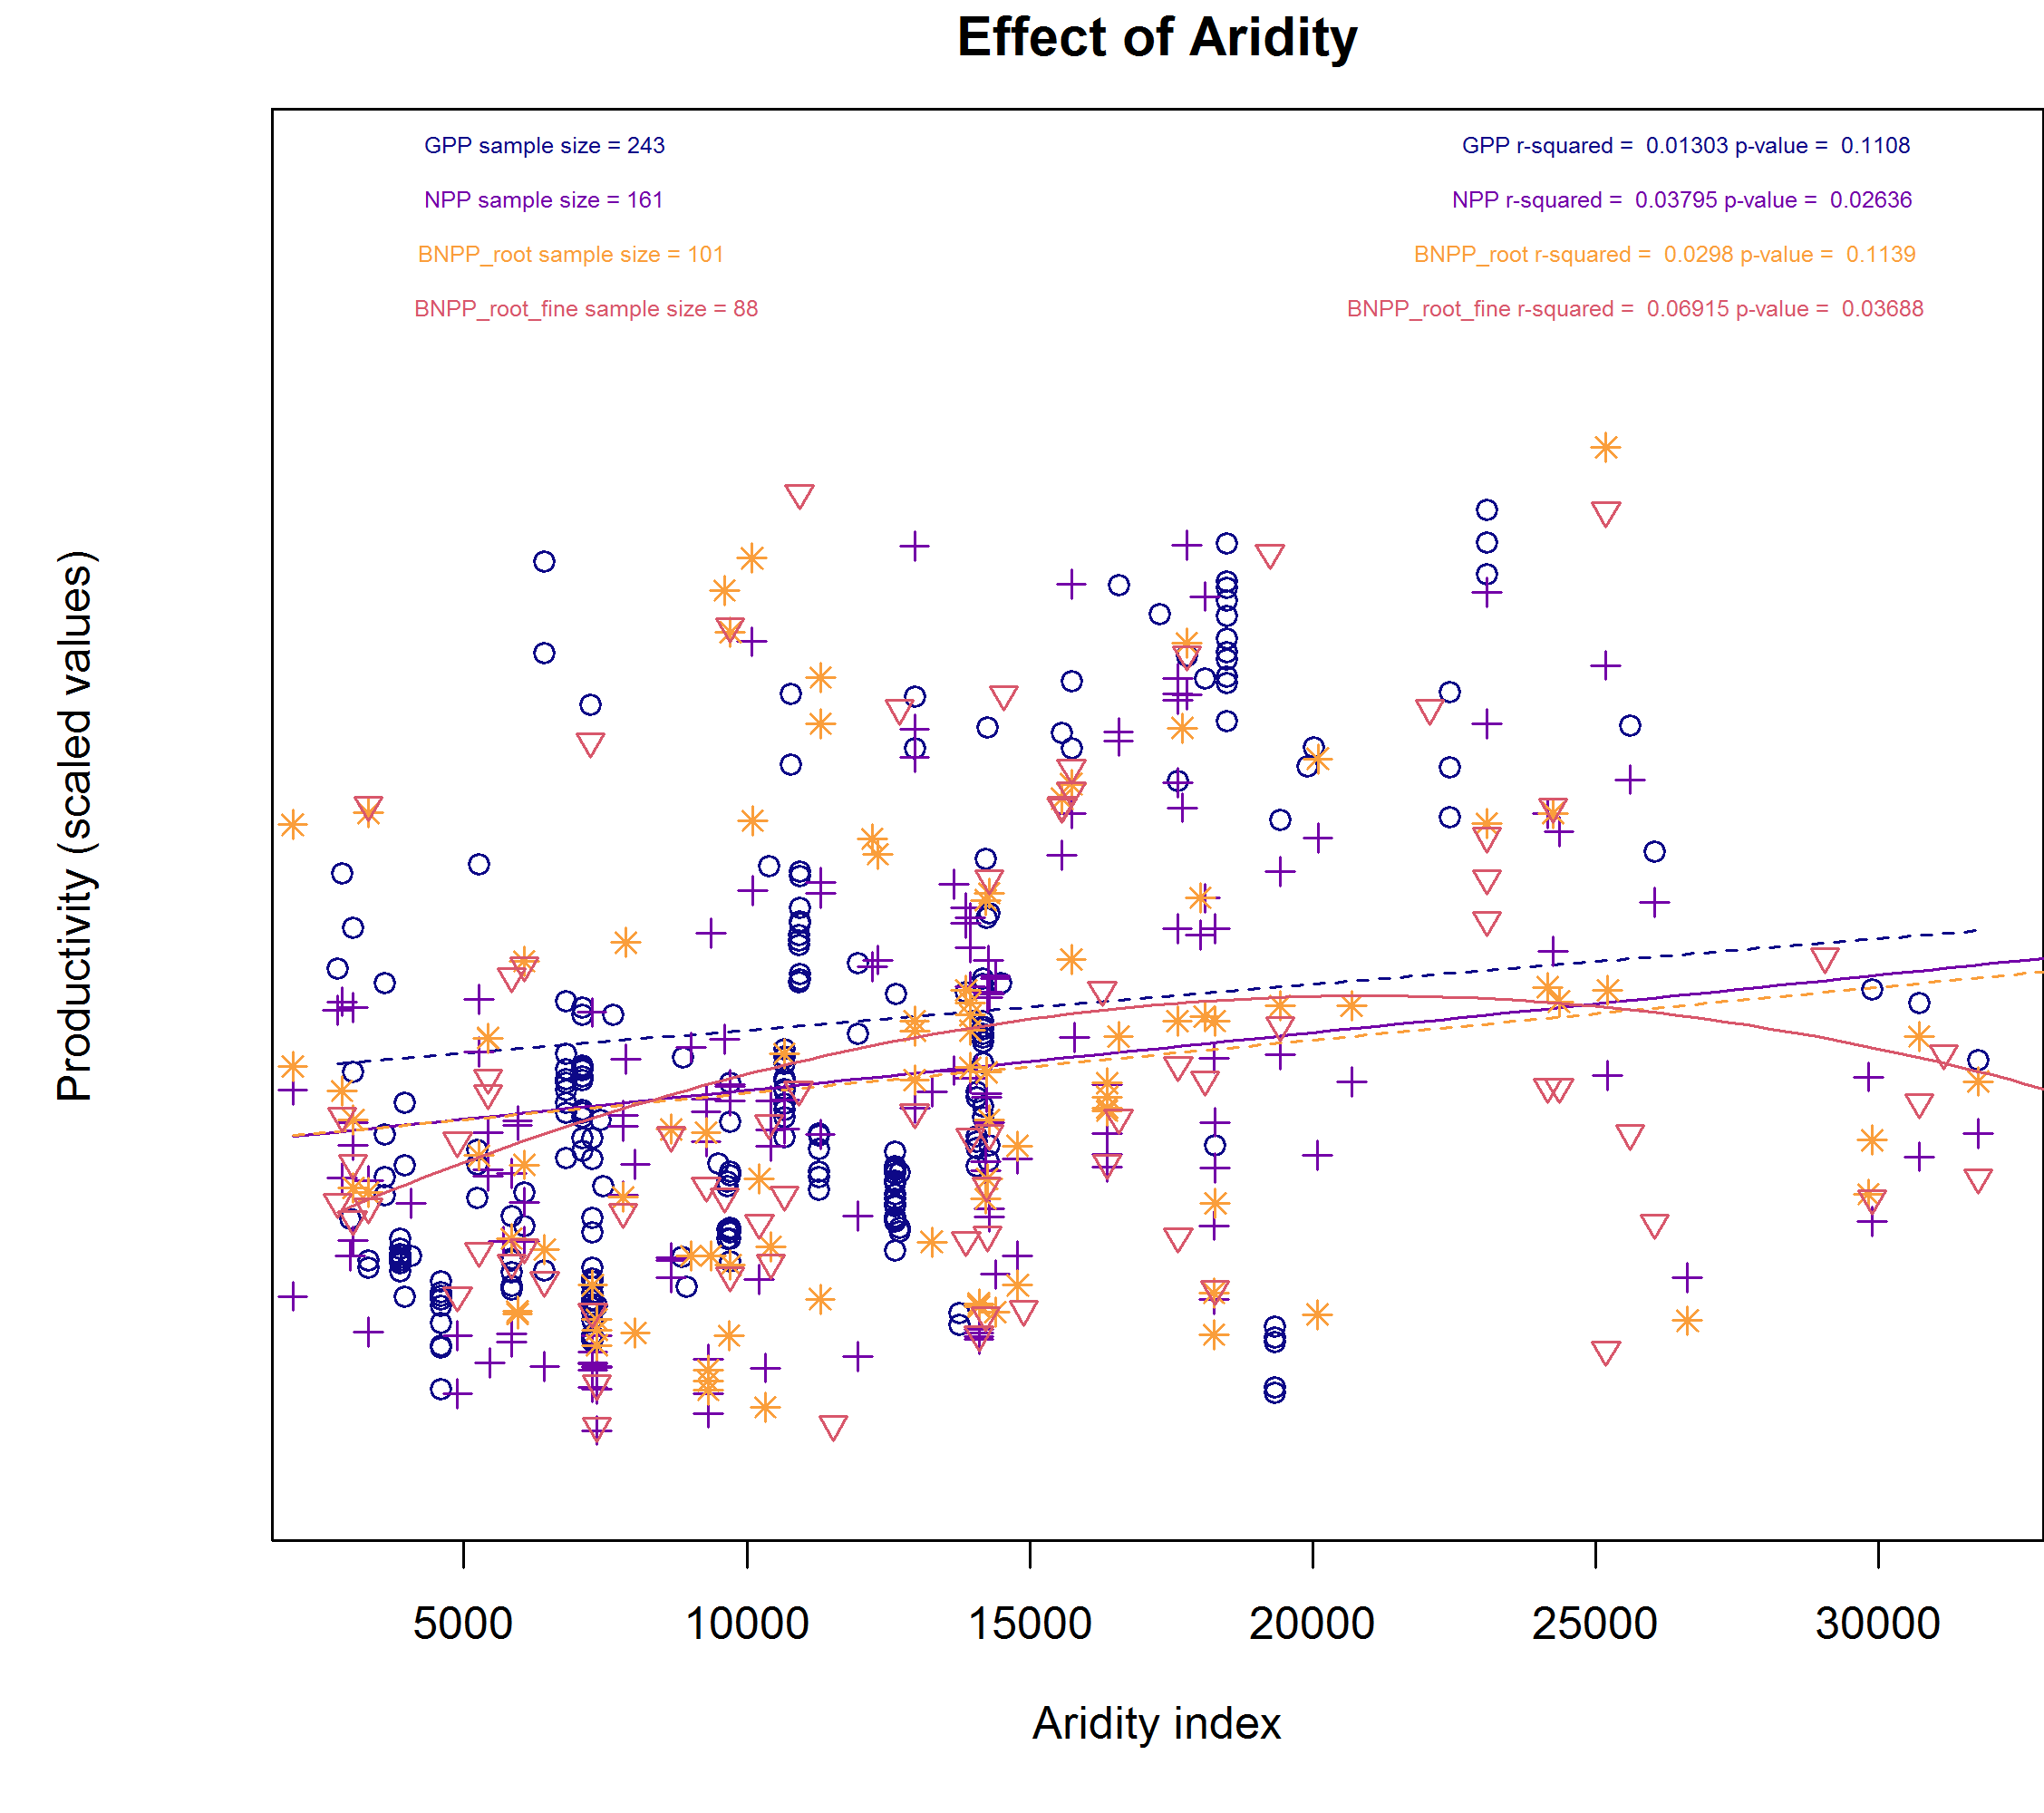 Effect of Aridity
GPP sample size = 243
GPP r-squared =  0.01303 p-value =  0.1108
NPP sample size = 161
NPP r-squared =  0.03795 p-value =  0.02636
BNPP_root sample size = 101
BNPP_root r-squared =  0.0298 p-value =  0.1139
BNPP_root_fine sample size = 88
BNPP_root_fine r-squared =  0.06915 p-value =  0.03688
Productivity (scaled values)
5000 10000 15000 20000 25000 30000
Aridity index